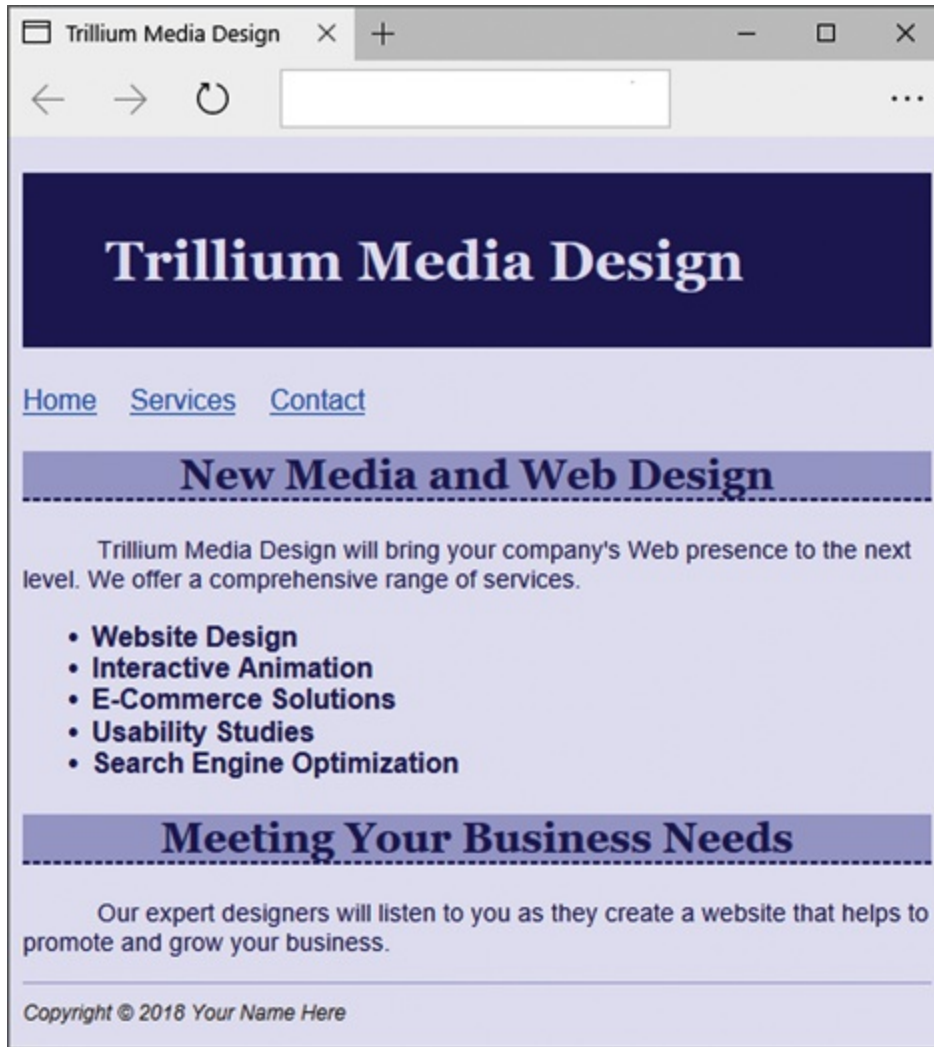 Trillium Media Design
Trillium Media Design
Home Services Contact
New Media and Web Design
Trillium Media Design will bring your company's Web presence to the next
level. We offer a comprehensive range of services.
• Website Design
• Interactive Animation
• E-Commerce Solutions
• Usability Studies
• Search Engine Optimization
Meeting Your Business Needs
Our expert designers will listen to you as they create a website that helps to
promote and grow your business.
Copyright © 2018 Your Name Here